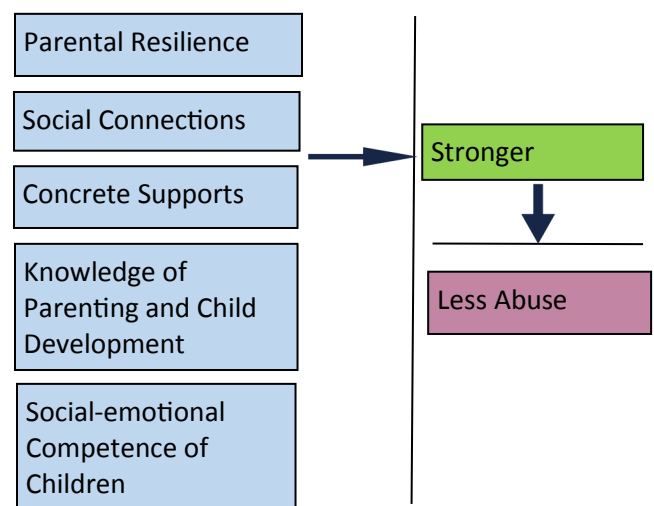 Parental Resilience
Social Connections
Concrete Supports
Knowledge of
Parenting and Child
Development
Social-emotional
Competence of
Children
Stronger
Less Abuse